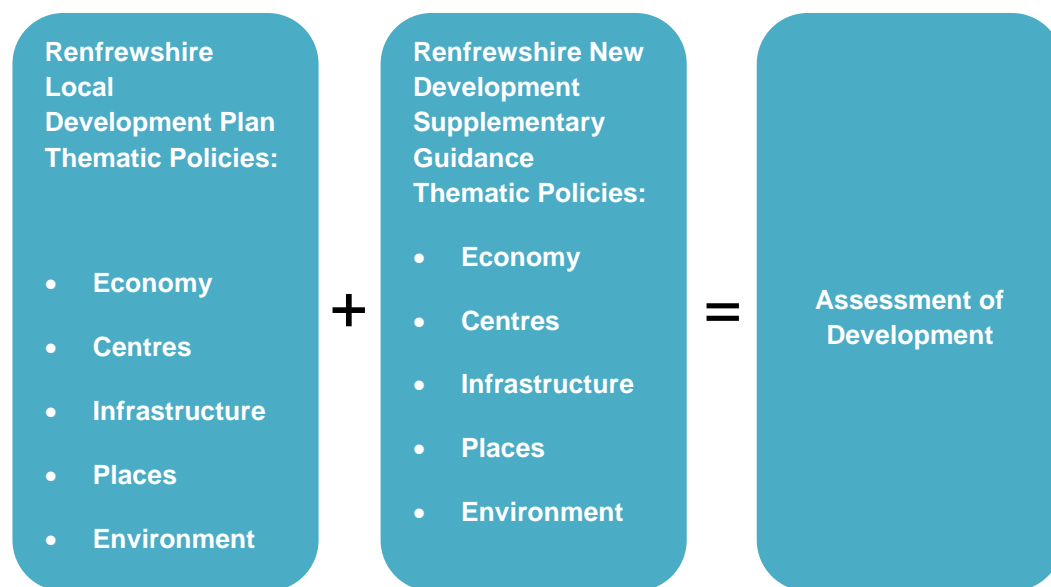 Renfrewshire
Local
Development Plan
Thematic Policies:
• Economy
• Centres
• Infrastructure
• Places
• Environment
+
Renfrewshire New
Development
Supplementary
Guidance
Thematic Policies:
• Economy
• Centres
• Infrastructure
• Places
• Environment
=
Assessment of
Development